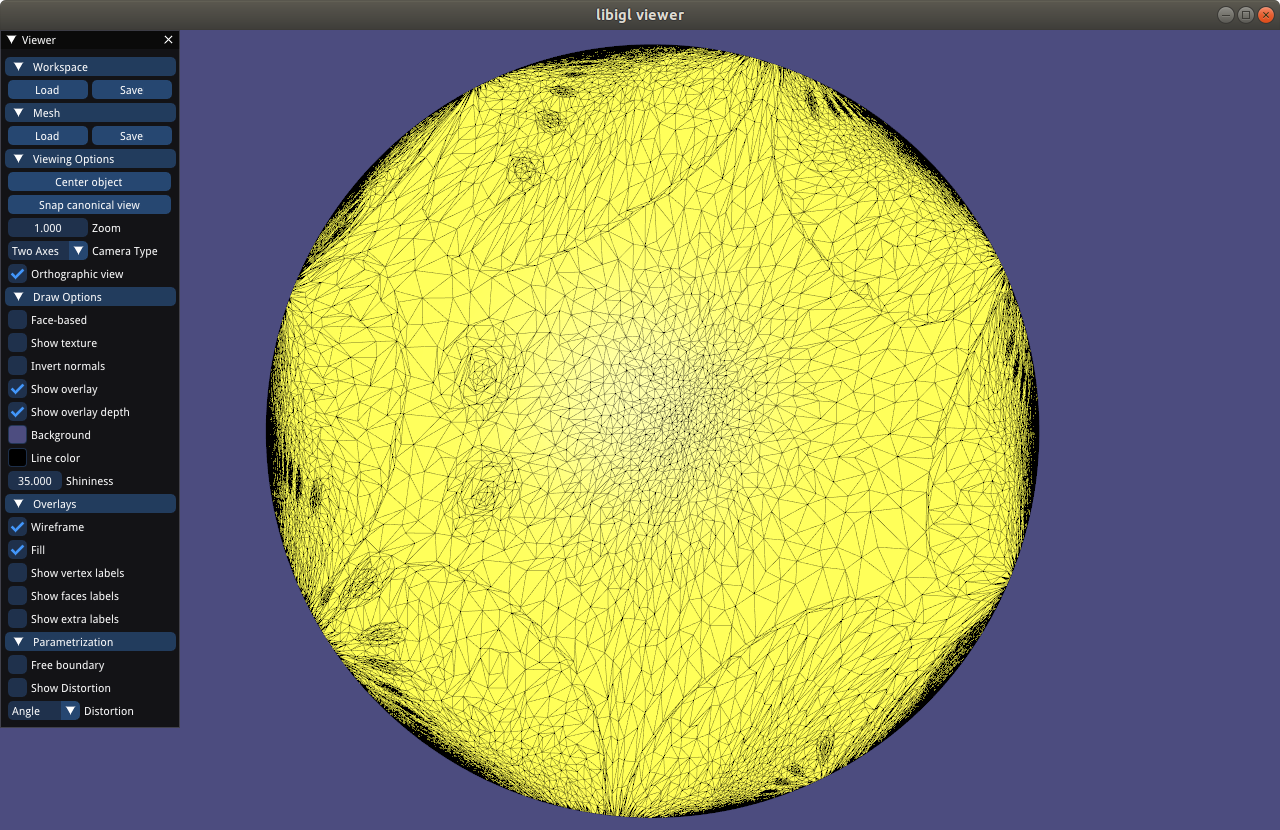 libigl viewer
Viewer
Workspace
Load Save
Mesh
Load Save
Viewing Options
Center object
Snap canonical view
1.000 Zoom
Two Axes Camera Type
Orthographic view
Draw Options
Face-based
Show texture
Invert normals
Show overlay
Show overlay depth
Background
Line color
35.000 Shininess
Overlays
Wireframe
Fill
Show vertex labels
Show faces labels
Show extra labels
Parametrization
Free boundary
Show Distortion
Angle Distortion